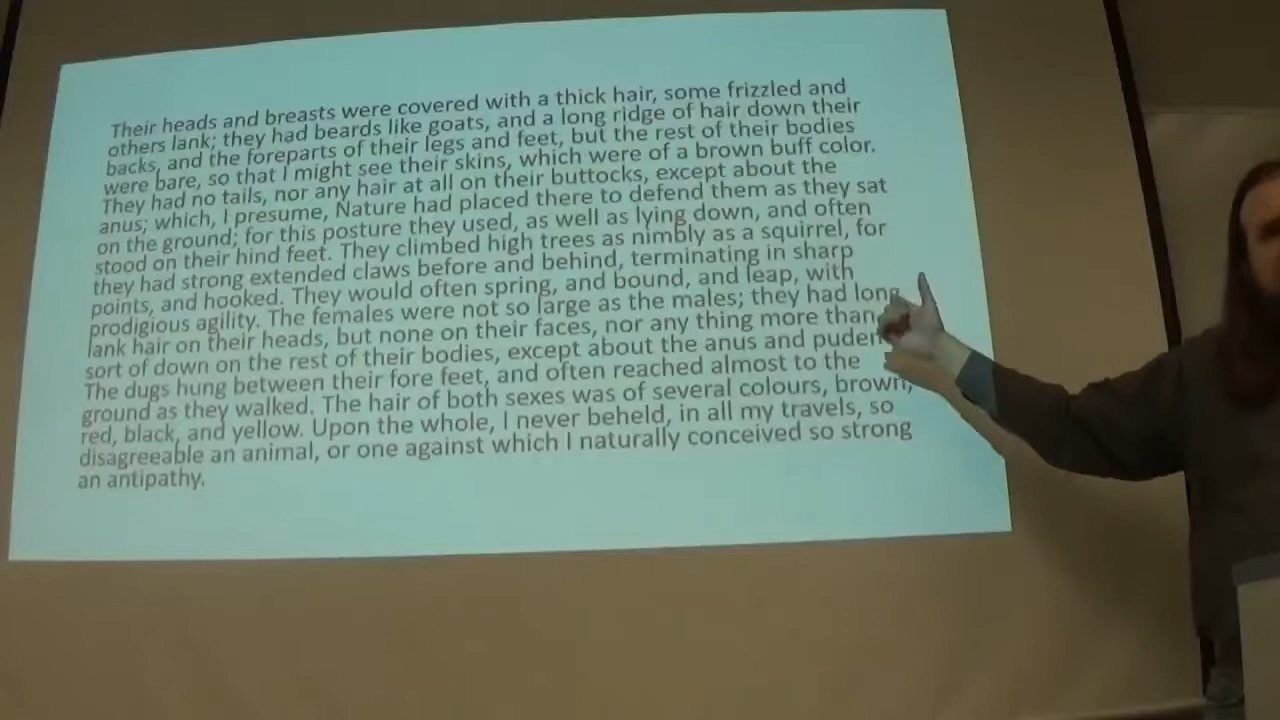 Their heads and breasts were covered with a thick hair, some frizzled and
others lank; they had beards like goats, and a long ridge of hair down their
backs, and the foreparts of their legs and feet, but the rest of their bodies
were bare, so that I might see their skins, which were of a brown buff color.
They had no tails, nor any hair at all on their buttocks, except about the
anus; which, I presume, Nature had placed there to defend them as they sat
on the ground; for this posture they used, as well as lying down, and often
stood on their hind feet. They climbed high trees as nimbly as a squirrel, for
they had strong extended claws before and behind, terminating in sharp
points, and hooked. They would often spring, and bound, and leap, with
prodigious agility. The females were not so large as the males; they had long
lank hair on their heads, but none on their faces, nor any thing more than
sort of down on the rest of their bodies, except about the anus and puden
The dugs hung between their fore feet, and often reached almost to the
ground as they walked. The hair of both sexes was of several colours, brown,
red, black, and yellow. Upon the whole, I never beheld, in all my travels, so
disagreeable an animal, or one against which I naturally conceived so strong
an antipathy.